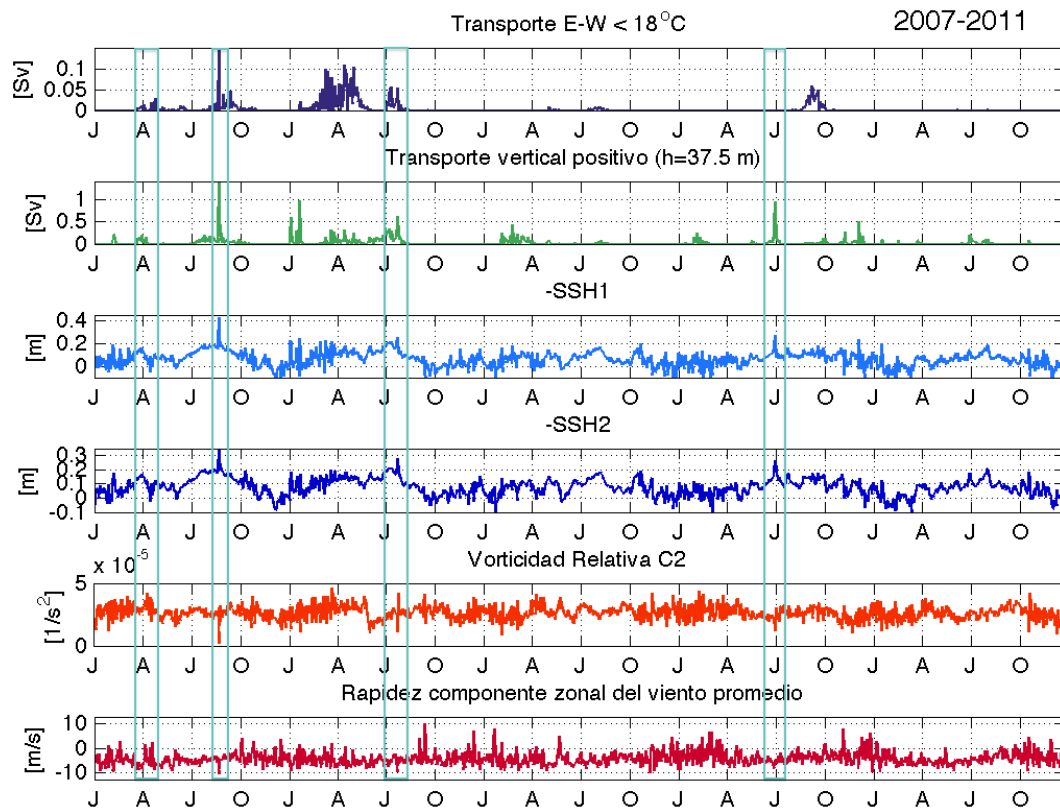 Transporte E-W < 18°C
2007-2011
[Sv]
0.1
0.05
0
J A J O J A J O J A J O J A J O J A J O
Transporte vertical positivo (h=37.5 m)
[Sv]
1
0.5
0
J A J O J A J O J A J O J A J O J A J O
-SSH1
[m]
0.4
0.2
0
J A J O J A J O J A J O J A J O J A J O
-SSH2
[m]
0.3
0.2
0.1
0
-0.1
J A J O J A J O J A J O J A J O J A J O
Vorticidad Relativa C2
x 10^-5
[1/s^2]
5
0
J A J O J A J O J A J O J A J O J A J O
Rapidez componente zonal del viento promedio
[m/s]
10
0
-10
J A J O J A J O J A J O J A J O J A J O